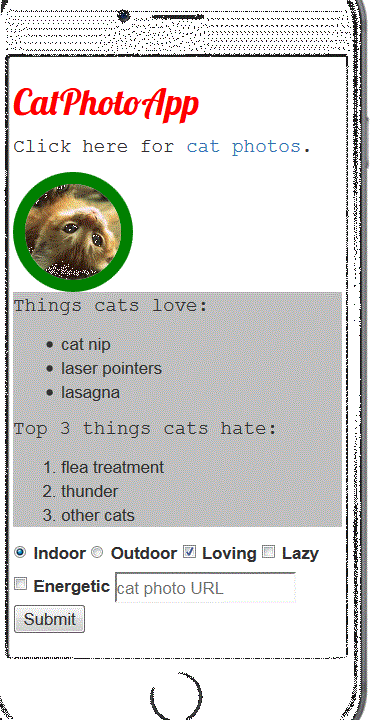 CatPhotoApp
Click here for cat photos.
Things cats love:
cat nip
laser pointers
lasagna
Top 3 things cats hate:
1. flea treatment
2. thunder
3. other cats
Indoor Outdoor Loving Lazy
Energetic cat photo URL
Submit